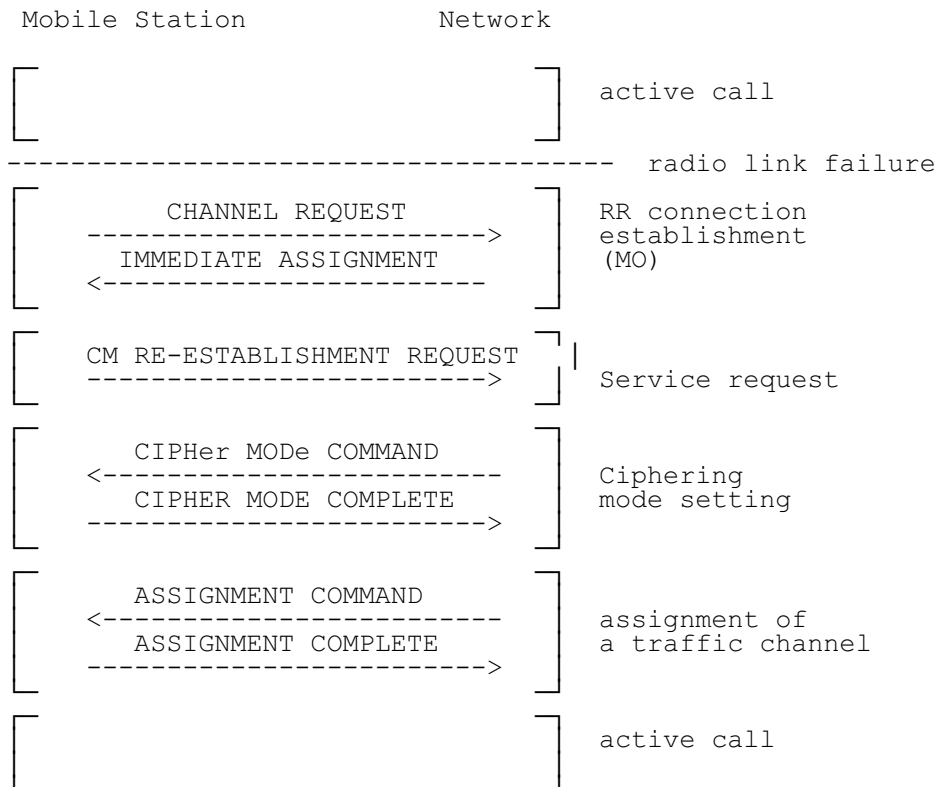 Mobile Station Network
active call
radio link failure
CHANNEL REQUEST RR connection
establishment
IMMEDIATE ASSIGNMENT (MO)
CM RE-ESTABLISHMENT REQUEST
Service request
CIPHer MODe COMMAND
Ciphering
CIPHER MODE COMPLETE mode setting
ASSIGNMENT COMMAND
assignment of
ASSIGNMENT COMPLETE a traffic channel
active call